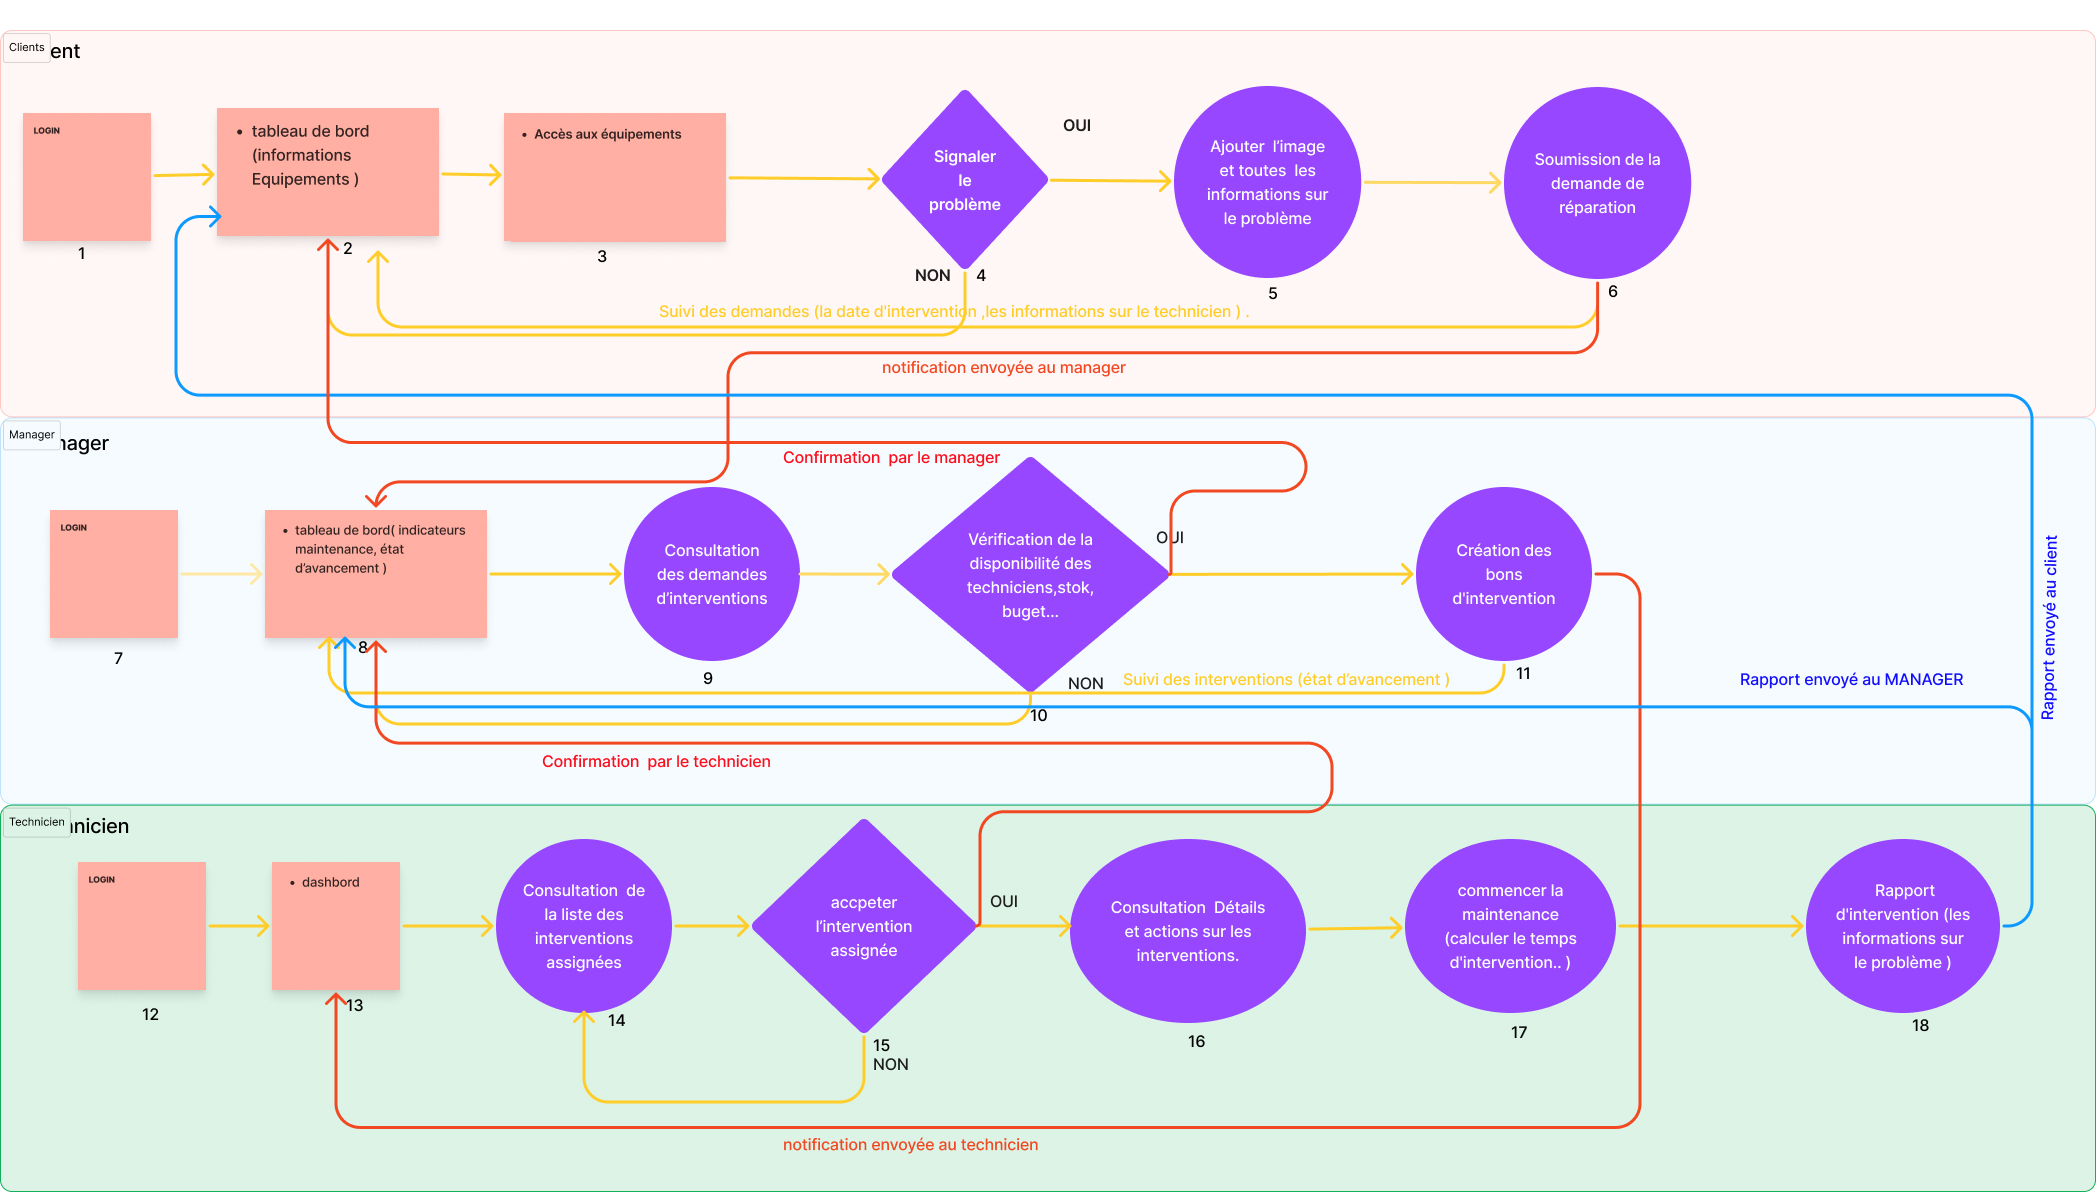 Clients
ent
LOGIN
1
• tableau de bord
(informations
Equipements )
2
• Accès aux équipements
3
Signaler
le
problème
OUI
NON
4
Ajouter l’image
et toutes les
informations sur
le problème
5
Soumission de la
demande de
réparation
6
Suivi des demandes (la date d'intervention ,les informations sur le technicien ) .
notification envoyée au manager
Manager
nager
Confirmation par le manager
LOGIN
7
• tableau de bord( indicateurs
maintenance, état
d’avancement )
8
Consultation
des demandes
d’interventions
9
Vérification de la
disponibilité des
techniciens,stok,
buget...
OUI
NON
10
Création des
bons
d'intervention
11
Suivi des interventions (état d’avancement )
Rapport envoyé au MANAGER
Rapport envoyé au client
Confirmation par le technicien
Technicien
nicien
LOGIN
12
• dashbord
13
Consultation de
la liste des
interventions
assignées
14
accpeter
l’intervention
assignée
OUI
15
NON
Consultation Détails
et actions sur les
interventions.
16
commencer la
maintenance
(calculer le temps
d'intervention.. )
17
Rapport
d'intervention (les
informations sur
le problème )
18
notification envoyée au technicien